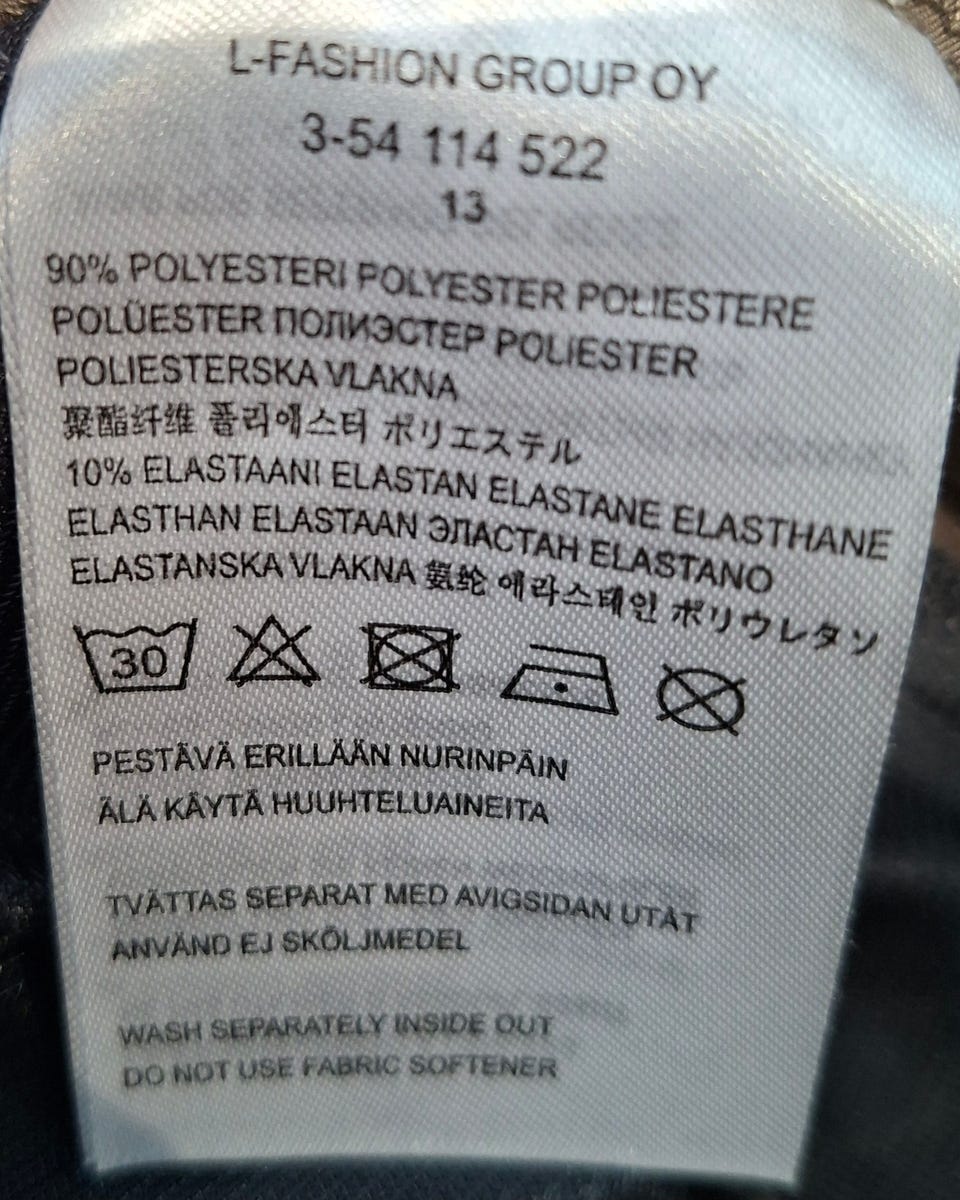 L-FASHION GROUP OY
3-54 114 522
13
90% POLYESTERI POLYESTER POLIESTERE
POLÜESTER ПОЛИЭСТЕР POLIESTER
POLIESTERSKA VLAKNA
聚酯纤维 폴리에스터 ポリエステル
10% ELASTAANI ELASTAN ELASTANE ELASTHANE
ELASTHAN ELASTAAN ЭЛАСТАН ELASTANO
ELASTANSKA VLAKNA 氨纶 에라스테인 ポリウレタン
30
PESTÄVÄ ERILLÄÄN NURINPÄIN
ÄLÄ KÄYTÄ HUUHTELUAINEITA
TVÄTTAS SEPARAT MED AVIGSIDAN UTÅT
ANVÄND EJ SKÖLJMEDEL
WASH SEPARATELY INSIDE OUT
DO NOT USE FABRIC SOFTENER